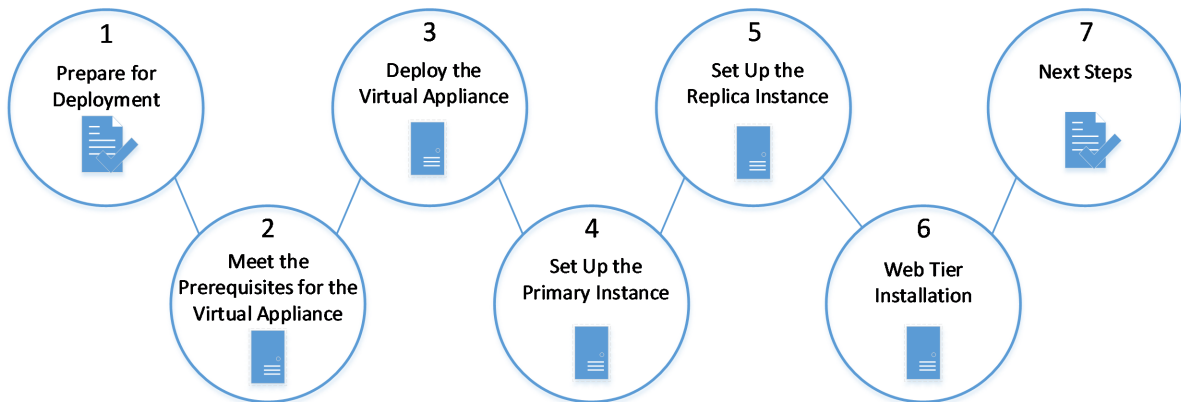 1
Prepare for
Deployment
2
Meet the
Prerequisites for the
Virtual Appliance
3
Deploy the
Virtual Appliance
4
Set Up the
Primary Instance
5
Set Up the
Replica Instance
6
Web Tier
Installation
7
Next Steps